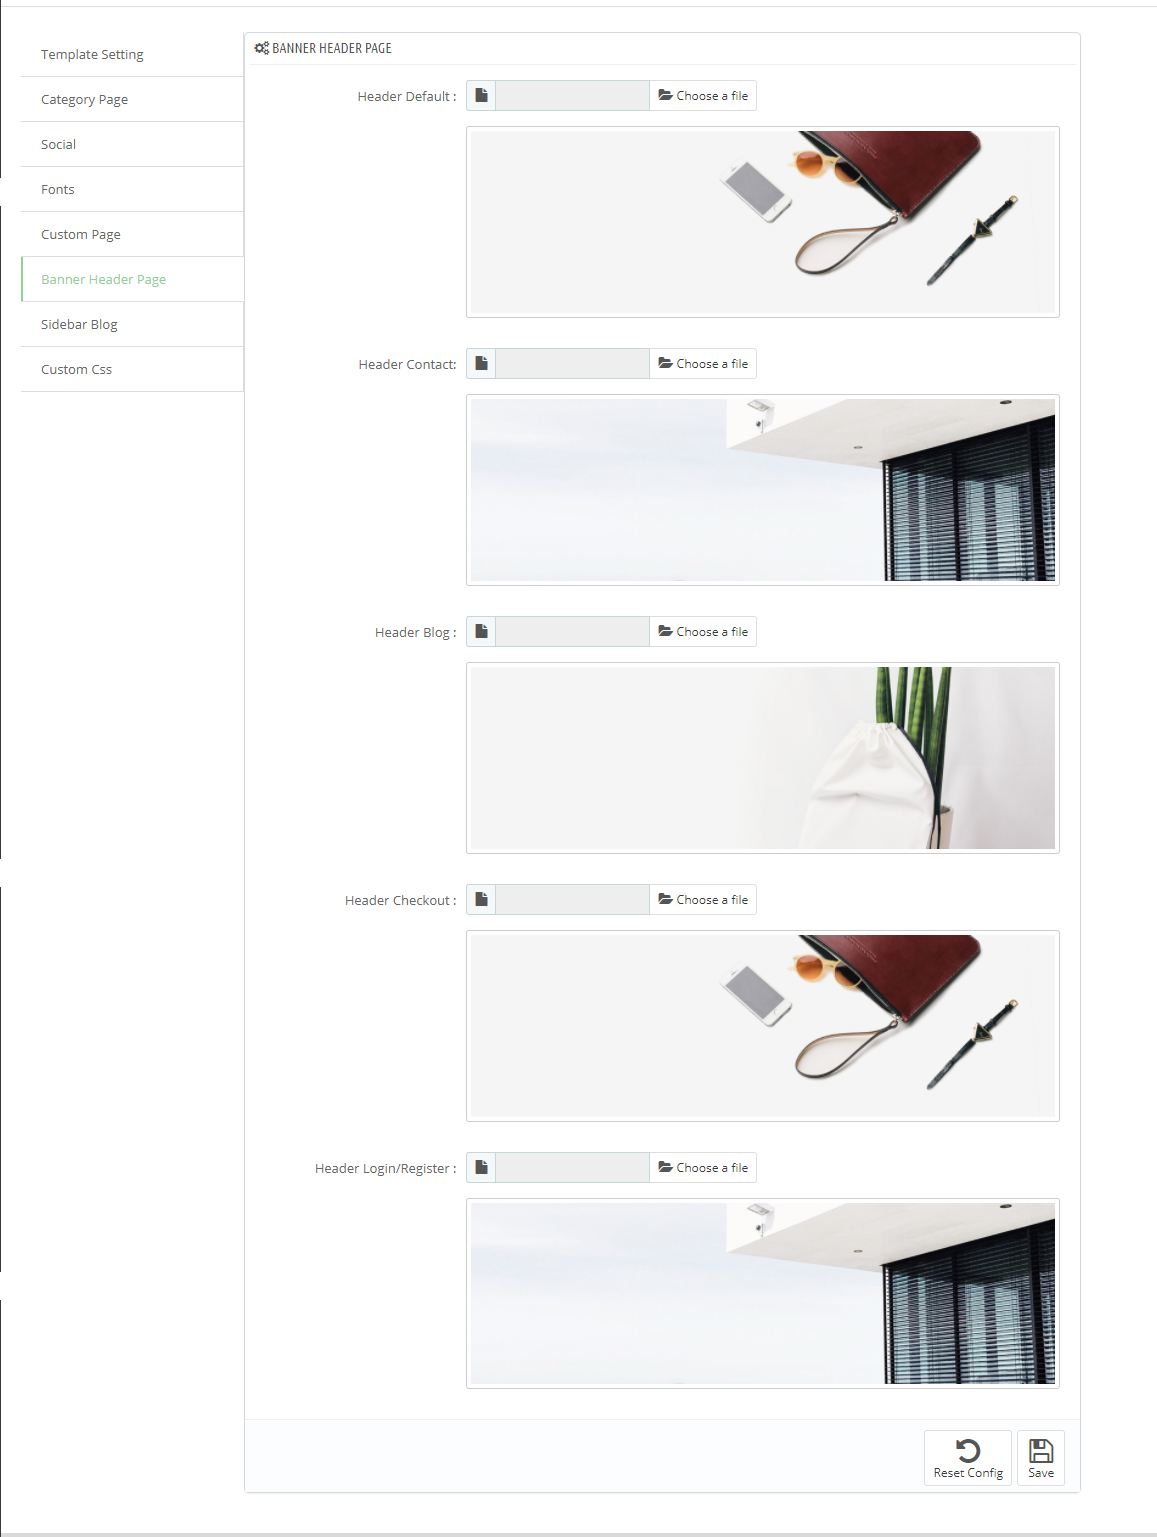 Template Setting
Category Page
Social
Fonts
Custom Page
Banner Header Page
Sidebar Blog
Custom Css
BANNER HEADER PAGE
Header Default :
Choose a file
Header Contact:
Choose a file
Header Blog :
Choose a file
Header Checkout :
Choose a file
Header Login/Register :
Choose a file
Reset Config
Save